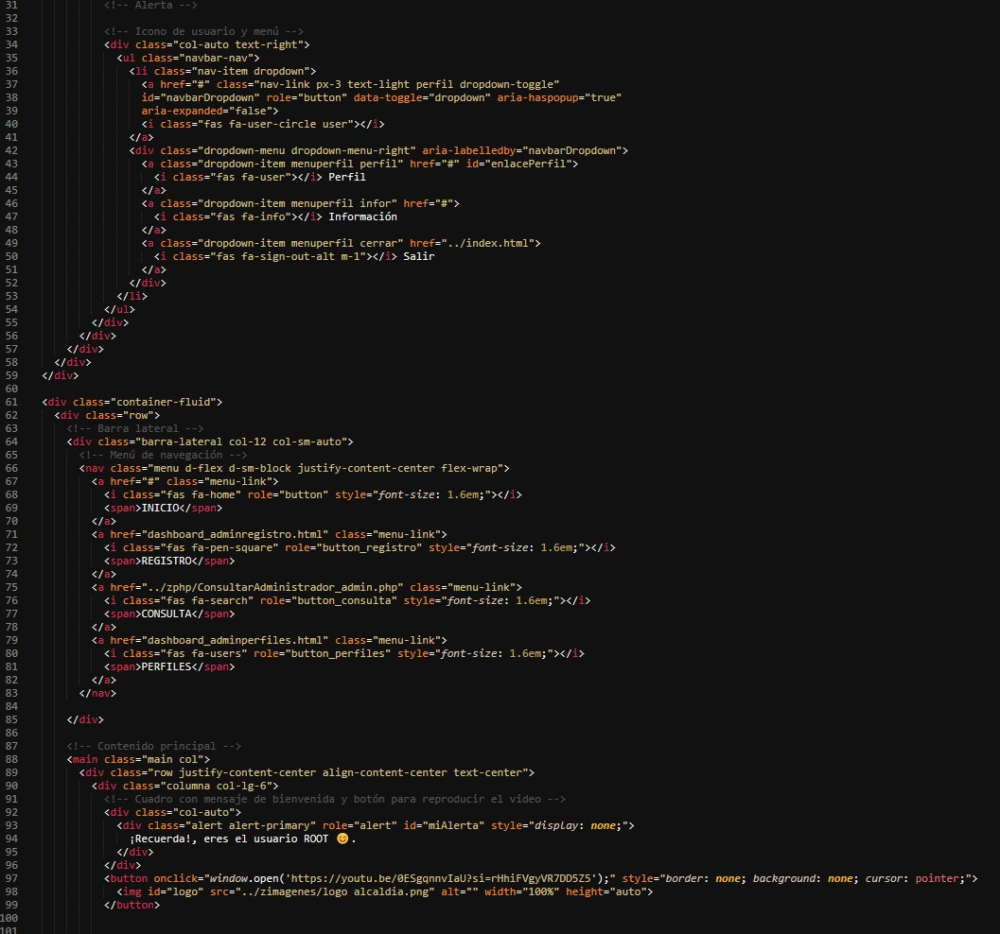 31 <!-- Alerta -->
32
33 <!-- Icono de usuario y menú -->
34 <div class="col-auto text-right">
35 <ul class="navbar-nav">
36 <li class="nav-item dropdown">
37 <a href="#" class="nav-link px-3 text-light perfil dropdown-toggle"
38 id="navbarDropdown" role="button" data-toggle="dropdown" aria-haspopup="true"
39 aria-expanded="false">
40 <i class="fas fa-user-circle user"></i>
41 </a>
42 <div class="dropdown-menu dropdown-menu-right" aria-labelledby="navbarDropdown">
43 <a class="dropdown-item menuperfil perfil" href="#" id="enlacePerfil">
44 <i class="fas fa-user"></i> Perfil
45 </a>
46 <a class="dropdown-item menuperfil infor" href="#">
47 <i class="fas fa-info"></i> Información
48 </a>
49 <a class="dropdown-item menuperfil cerrar" href="../index.html">
50 <i class="fas fa-sign-out-alt m-1"></i> Salir
51 </a>
52 </div>
53 </li>
54 </ul>
55 </div>
56 </div>
57 </div>
58 </div>
59 </div>
60
61 <div class="container-fluid">
62 <div class="row">
63 <!-- Barra lateral -->
64 <div class="barra-lateral col-12 col-sm-auto">
65 <!-- Menú de navegación -->
66 <nav class="menu d-flex d-sm-block justify-content-center flex-wrap">
67 <a href="#" class="menu-link">
68 <i class="fas fa-home" role="button" style="font-size: 1.6em;"></i>
69 <span>INICIO</span>
70 </a>
71 <a href="dashboard_adminregistro.html" class="menu-link">
72 <i class="fas fa-pen-square" role="button_registro" style="font-size: 1.6em;"></i>
73 <span>REGISTRO</span>
74 </a>
75 <a href="../zphp/ConsultarAdministrador_admin.php" class="menu-link">
76 <i class="fas fa-search" role="button_consulta" style="font-size: 1.6em;"></i>
77 <span>CONSULTA</span>
78 </a>
79 <a href="dashboard_adminperfiles.html" class="menu-link">
80 <i class="fas fa-users" role="button_perfiles" style="font-size: 1.6em;"></i>
81 <span>PERFILES</span>
82 </a>
83 </nav>
84
85 </div>
86
87 <!-- Contenido principal -->
88 <main class="main col">
89 <div class="row justify-content-center align-content-center text-center">
90 <div class="columna col-lg-6">
91 <!-- Cuadro con mensaje de bienvenida y botón para reproducir el video -->
92 <div class="col-auto">
93 <div class="alert alert-primary" role="alert" id="miAlerta" style="display: none;">
94 ¡Recuerda!, eres el usuario ROOT 😊.
95 </div>
96 </div>
97 <button onclick="window.open('https://youtu.be/0ESgqnnvIaU?si=rHhiFVgyVR7DD5Z5');" style="border: none; background: none; cursor: pointer;">
98 <img id="logo" src="../zimagenes/logo alcaldia.png" alt="" width="100%" height="auto">
99 </button>
100
101